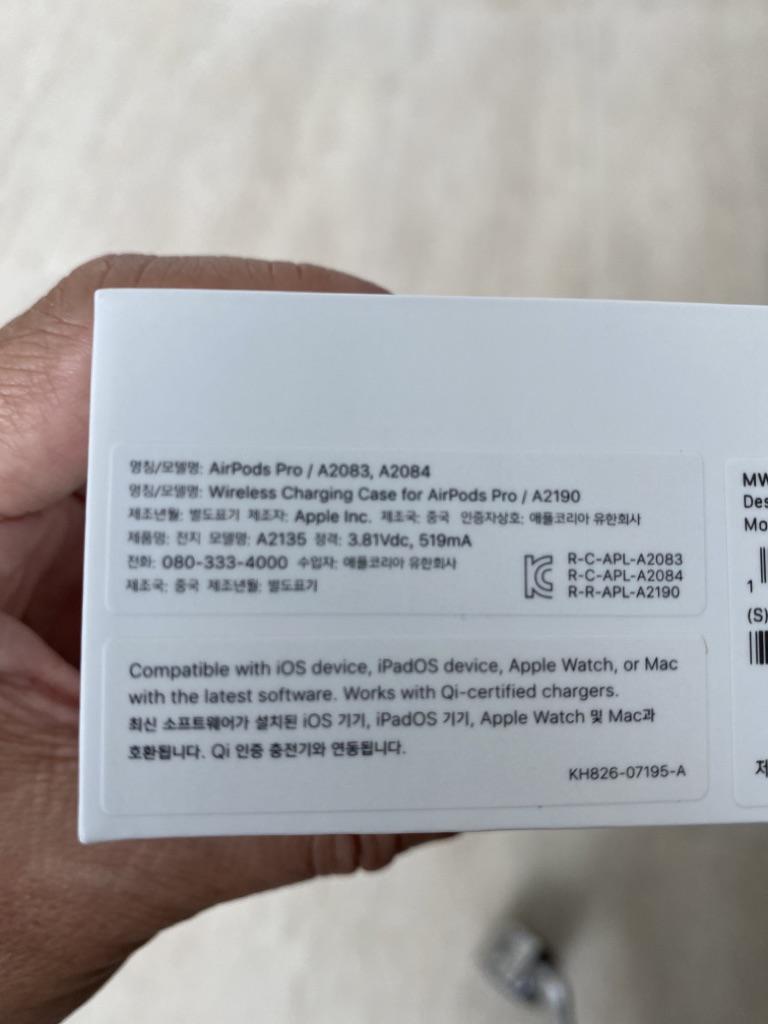 명칭/모델명: AirPods Pro / A2083, A2084
명칭/모델명: Wireless Charging Case for AirPods Pro / A2190
제조년월: 별도표기 제조자: Apple Inc. 제조국: 중국 인증자상호: 애플코리아 유한회사
제품명: 전지 모델명: A2135 정격: 3.81Vdc, 519mA
전화: 080-333-4000 수입자: 애플코리아 유한회사
제조국: 중국 제조년월: 별도표기
R-C-APL-A2083
R-C-APL-A2084
R-R-APL-A2190
Compatible with iOS device, iPadOS device, Apple Watch, or Mac
with the latest software. Works with Qi-certified chargers.
최신 소프트웨어가 설치된 iOS 기기, iPadOS 기기, Apple Watch 및 Mac과
호환됩니다. Qi 인증 충전기와 연동됩니다.
KH826-07195-A
MW
Des
Mo
1
(S)
제